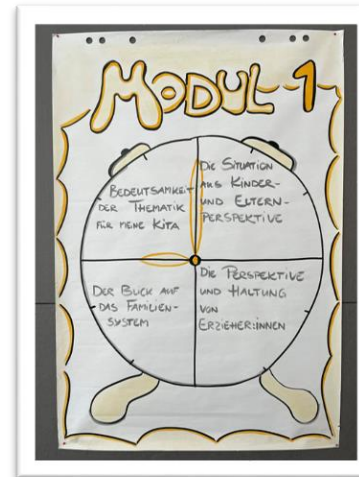 MODUL-1
BEDEUTSAMKEIT
DER THEMATIK
FÜR MEINE KITA
DIE SITUATION
AUS KINDER-
UND ELTERN-
PERSPEKTIVE
DER BLICK AUF
DAS FAMILIEN-
SYSTEM
DIE PERSPEKTIVE
UND HALTUNG
VON
ERZIEHER:INNEN